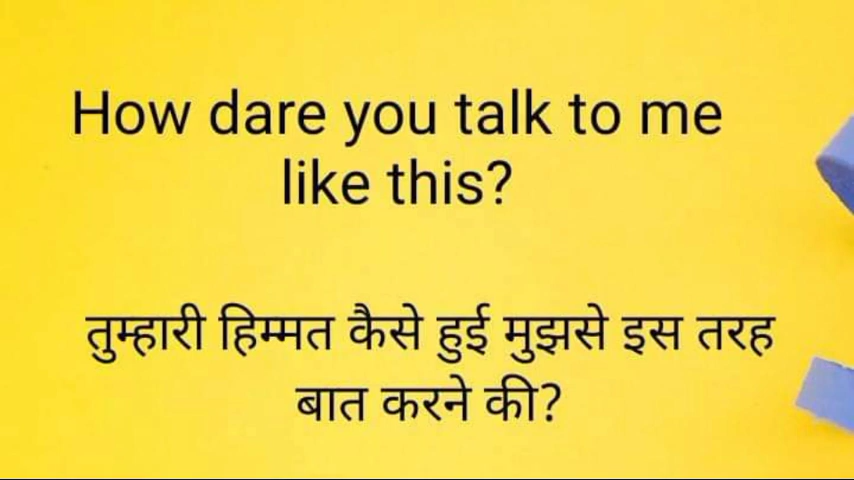 How dare you talk to me
like this?
तुम्हारी हिम्मत कैसे हुई मुझसे इस तरह
बात करने की?